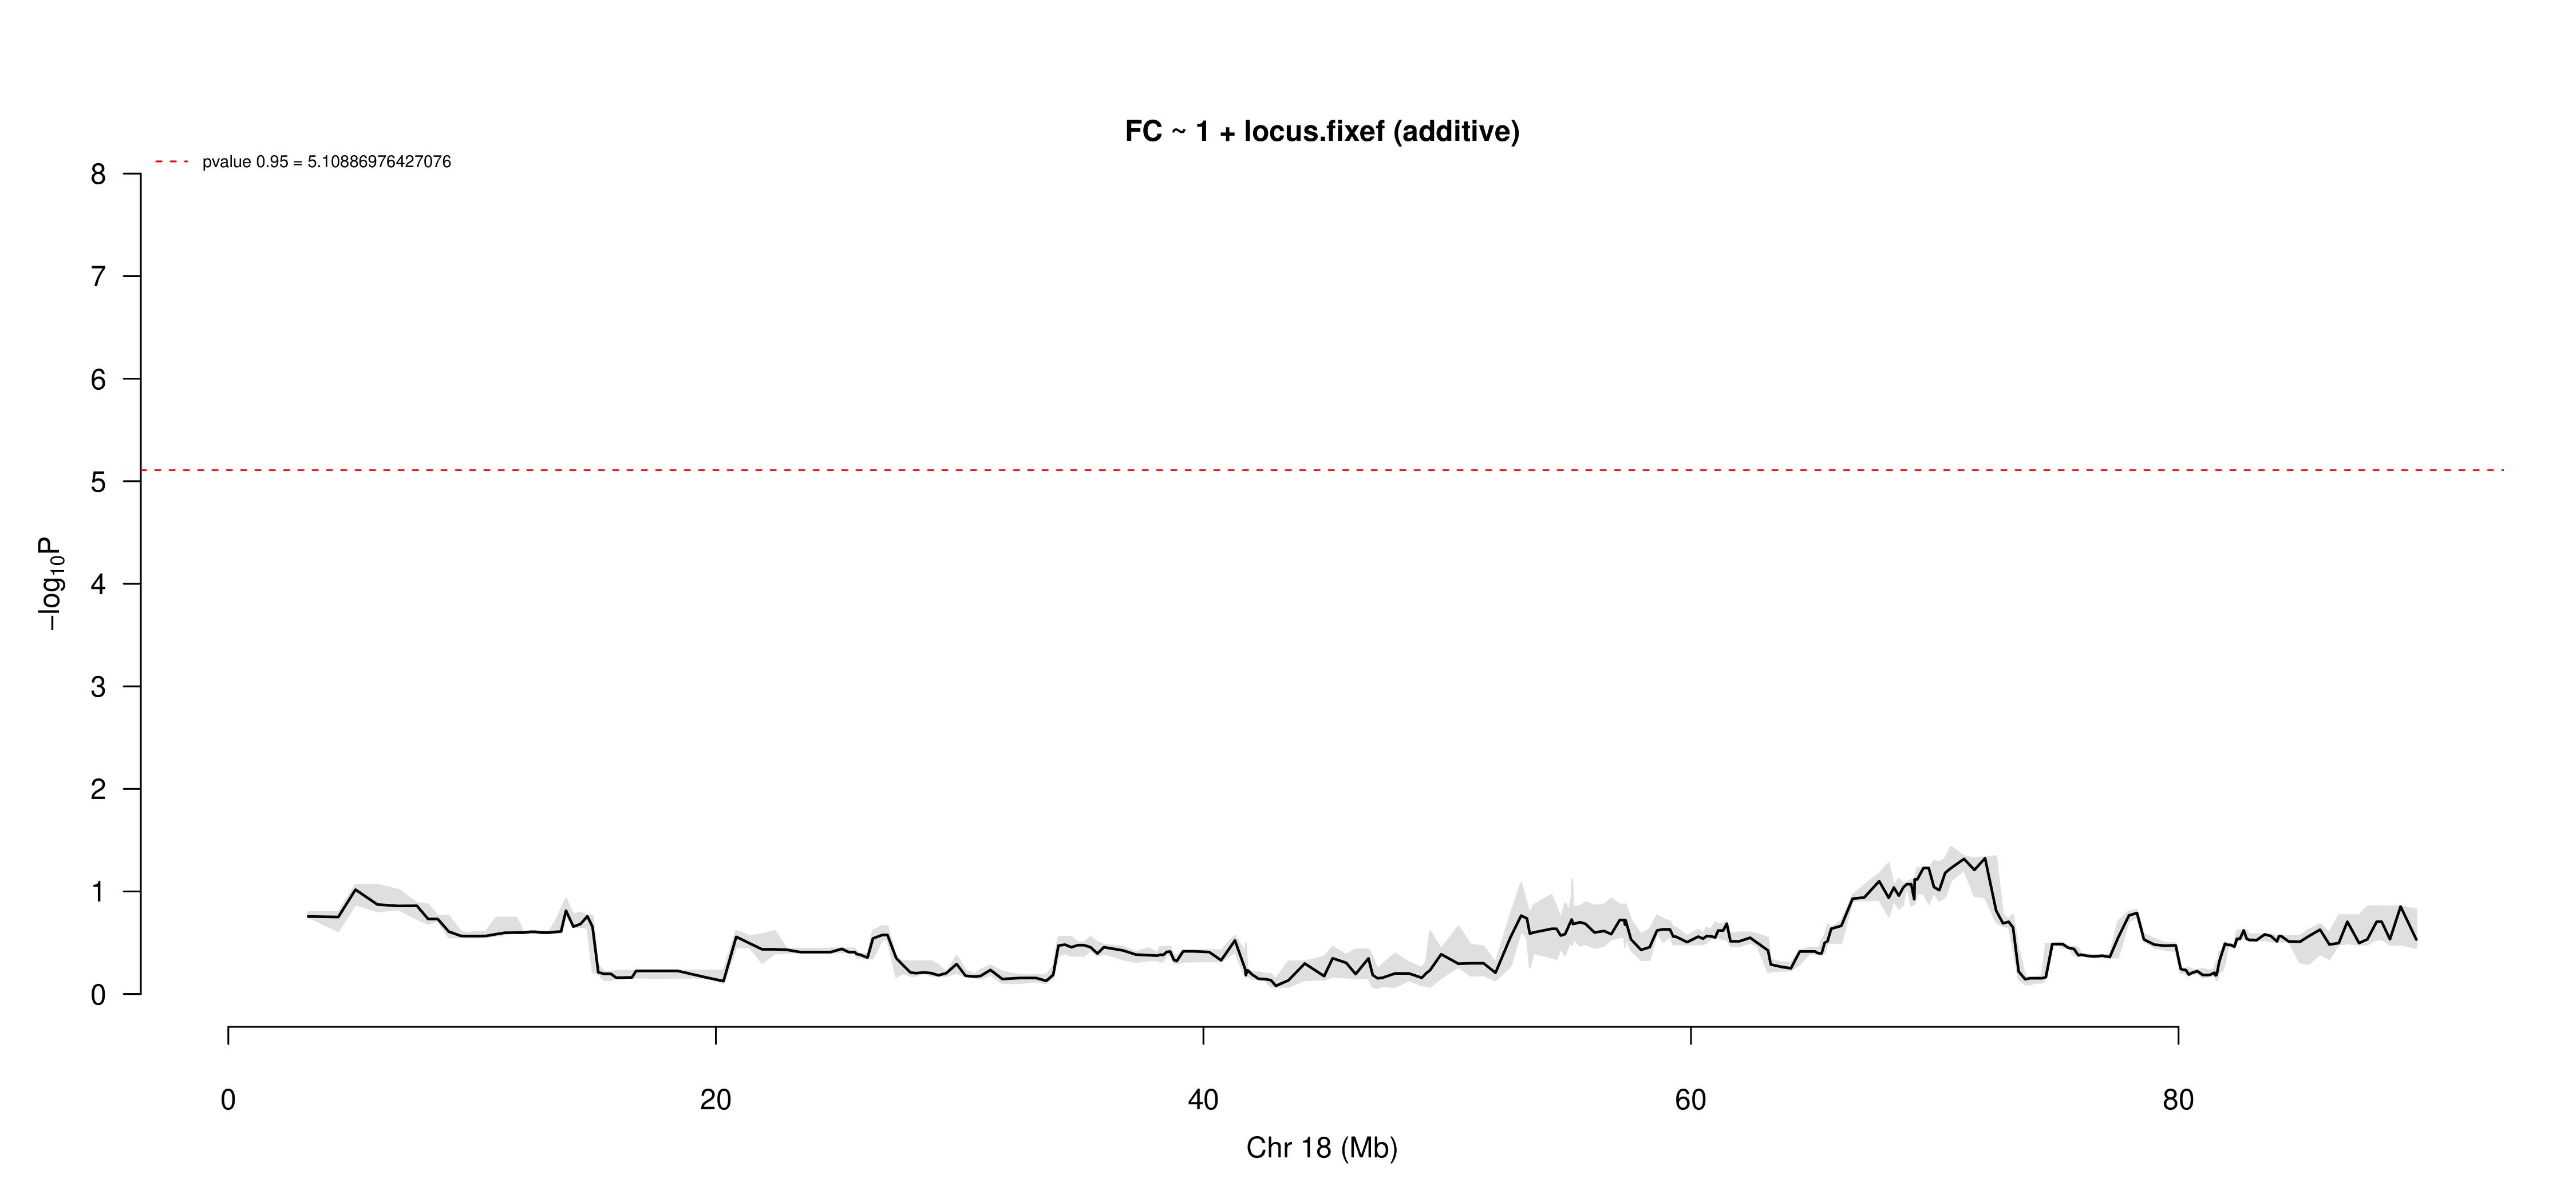 FC ~ 1 + locus.fixef (additive)
pvalue 0.95 = 5.10886976427076
8
7
6
5
4
3
2
1
0
−log10P
0 20 40 60 80
Chr 18 (Mb)